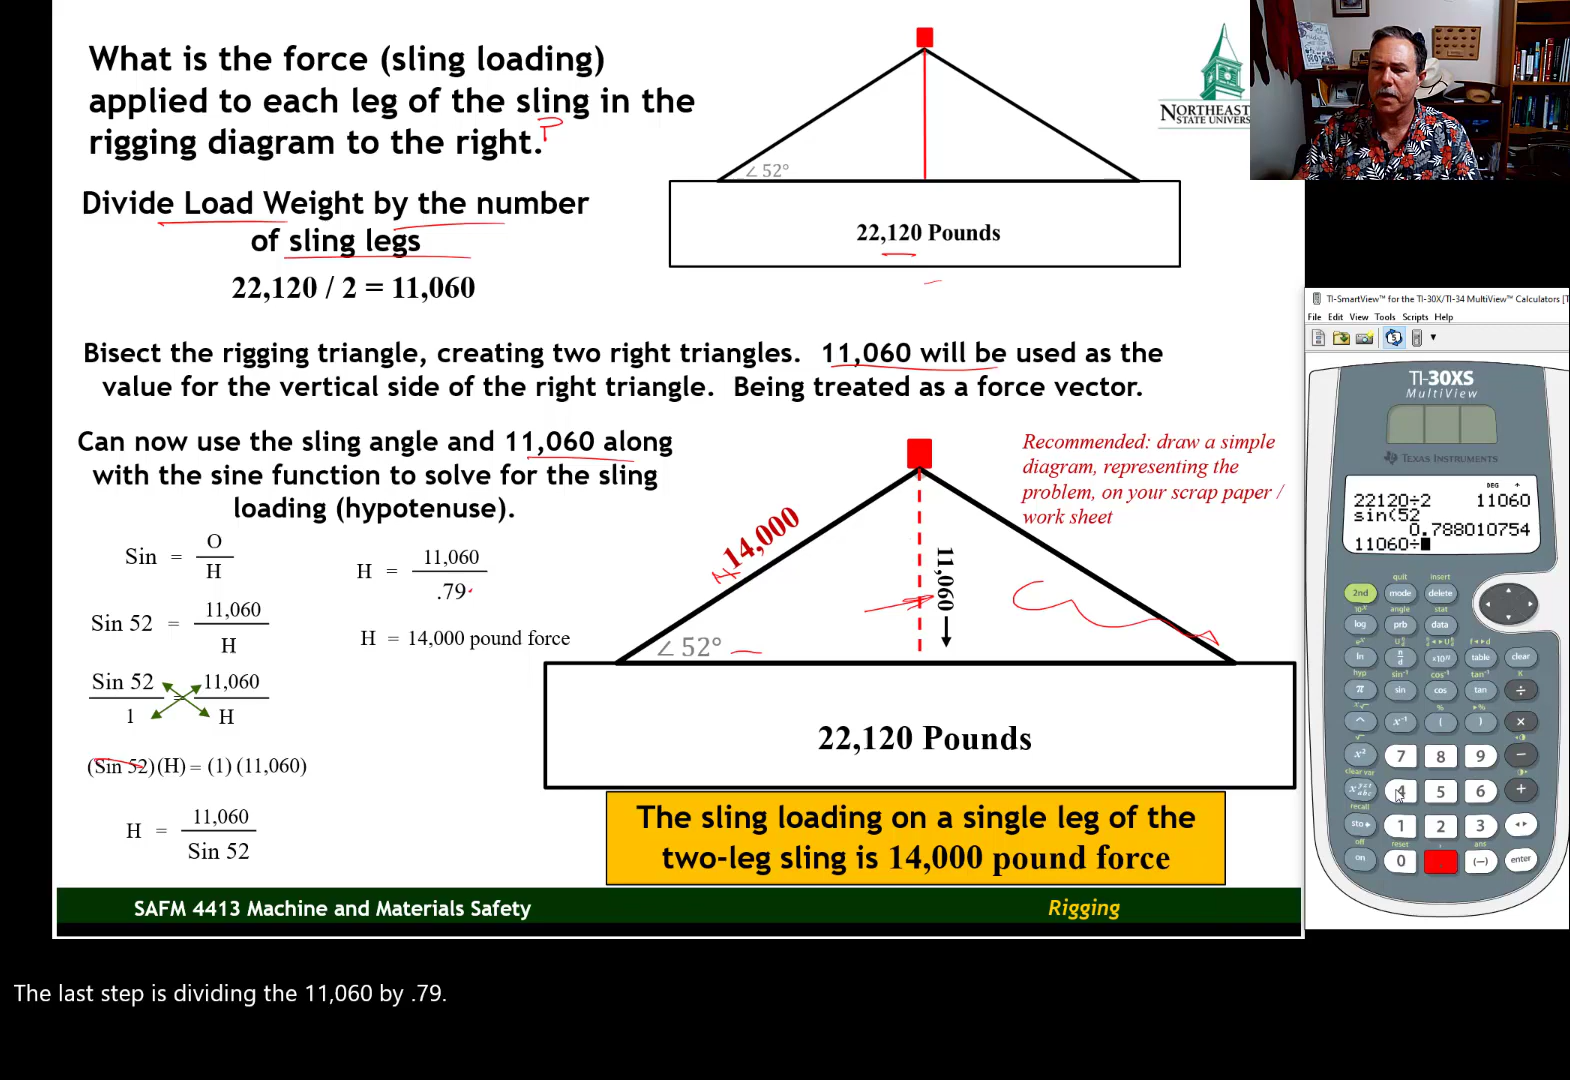 What is the force (sling loading)
applied to each leg of the sling in the
rigging diagram to the right.
?
Divide Load Weight by the number
of sling legs
22,120 / 2 = 11,060
∠ 52°
22,120 Pounds
NORTHEAST
STATE UNIVERS
Bisect the rigging triangle, creating two right triangles. 11,060 will be used as the
value for the vertical side of the right triangle. Being treated as a force vector.
Can now use the sling angle and 11,060 along
with the sine function to solve for the sling
loading (hypotenuse).
Sin = O
H
Sin 52 = 11,060
H
Sin 52 = 11,060
1 H
(Sin 52)(H) = (1) (11,060)
H = 11,060
Sin 52
H = 11,060
.79
H = 14,000 pound force
Recommended: draw a simple
diagram, representing the
problem, on your scrap paper /
work sheet
14,000
11,060
∠ 52°
22,120 Pounds
The sling loading on a single leg of the
two-leg sling is 14,000 pound force
SAFM 4413 Machine and Materials Safety
Rigging
TI-SmartView™ for the TI-30X/TI-34 MultiView™ Calculators [T
File Edit View Tools Scripts Help
TI-30XS
MultiView
TEXAS INSTRUMENTS
DEG
22120÷2 11060
sin(52
0.788010754
11060÷
quit insert
2nd mode delete
angle stat
log prb data
ln n/d ×10ⁿ table clear
hyp sin⁻¹ cos⁻¹ tan⁻¹ K
π sin cos tan ÷
^ x⁻¹ ( ) ×
x² 7 8 9 −
clear var
x yzt abc 4 5 6 +
recall
sto▸ 1 2 3
off reset , ans
on 0 (−) enter
The last step is dividing the 11,060 by .79.